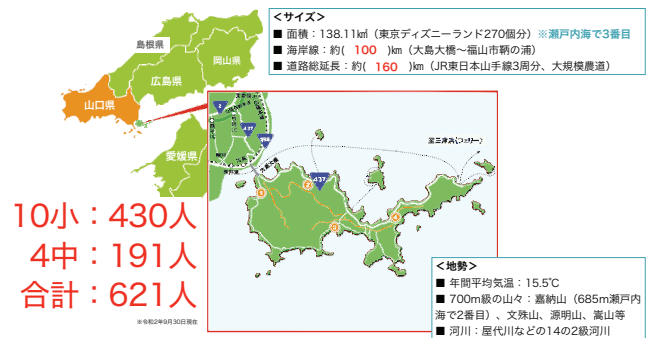 島根県
岡山県
広島県
山口県
愛媛県
<サイズ>
■ 面積：138.11㎢（東京ディズニーランド270個分）※瀬戸内海で3番目
■ 海岸線：約( 100 )km（大島大橋〜福山市鞆の浦）
■ 道路総延長：約( 160 )km（JR東日本山手線3周分、大規模農道）
2
437
437
10小：430人
4中：191人
合計：621人
※令和2年9月30日現在
<地勢>
■ 年間平均気温：15.5℃
■ 700m級の山々：嘉納山（685m瀬戸内
海で2番目）、文殊山、源明山、嵩山等
■ 河川：屋代川などの14の2級河川